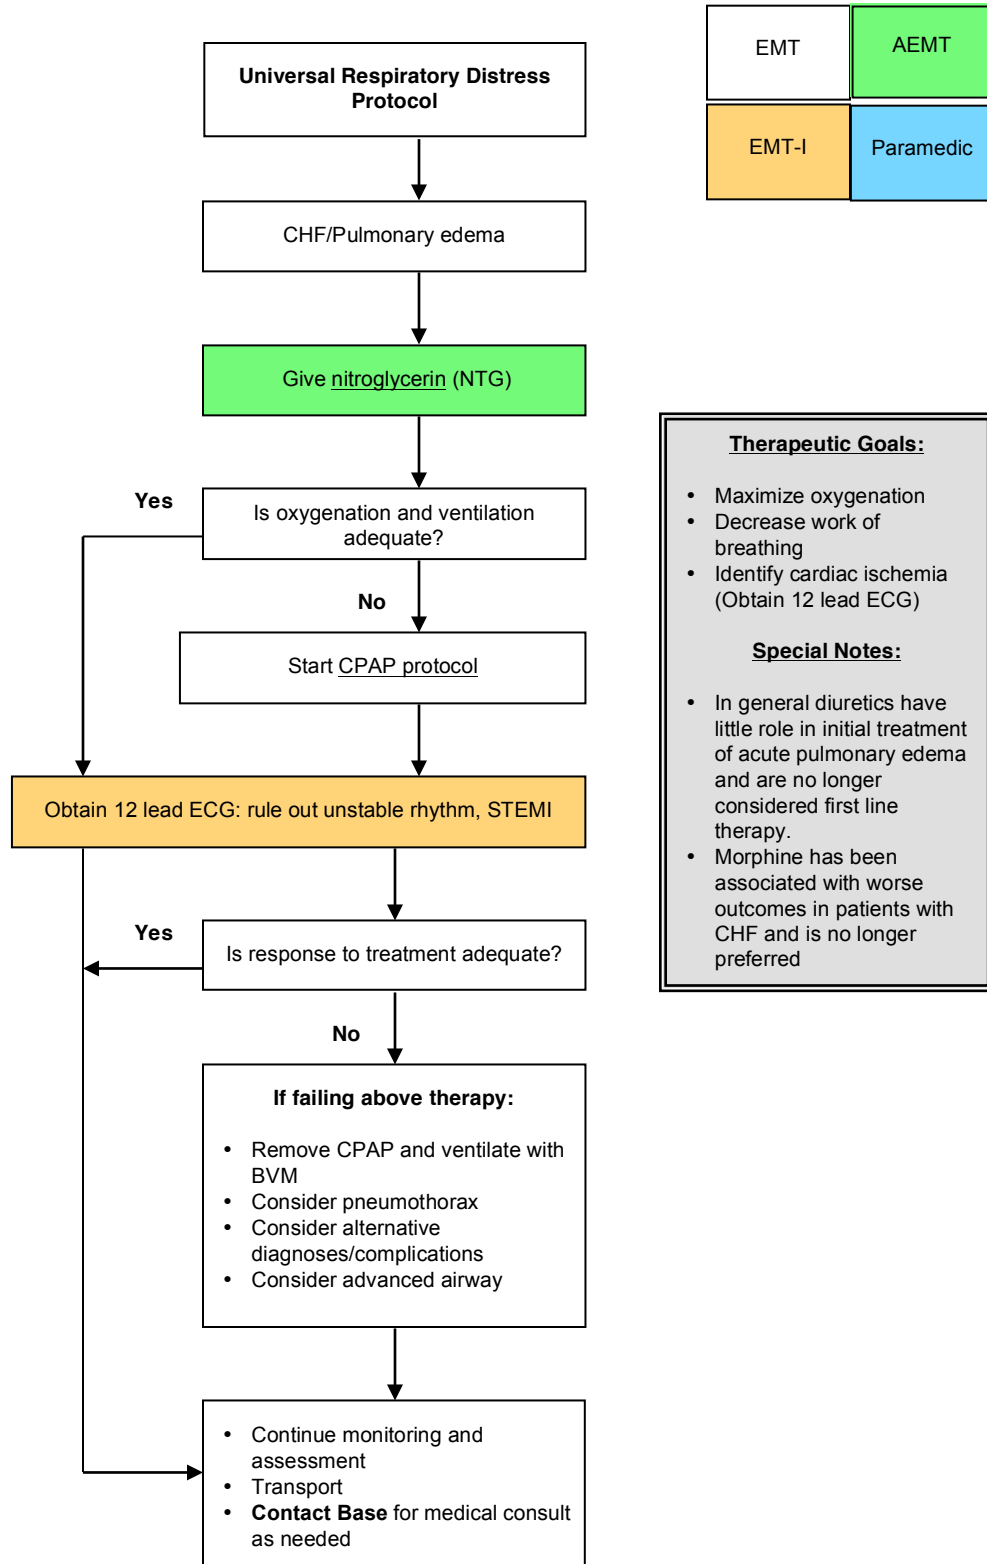 EMT
AEMT
EMT-I
Paramedic
Universal Respiratory Distress
Protocol
CHF/Pulmonary edema
Give nitroglycerin (NTG)
Yes
Is oxygenation and ventilation
adequate?
No
Start CPAP protocol
Obtain 12 lead ECG: rule out unstable rhythm, STEMI
Yes
Is response to treatment adequate?
No
If failing above therapy:
• Remove CPAP and ventilate with
BVM
• Consider pneumothorax
• Consider alternative
diagnoses/complications
• Consider advanced airway
• Continue monitoring and
assessment
• Transport
• Contact Base for medical consult
as needed
Therapeutic Goals:
• Maximize oxygenation
• Decrease work of
breathing
• Identify cardiac ischemia
(Obtain 12 lead ECG)
Special Notes:
• In general diuretics have
little role in initial treatment
of acute pulmonary edema
and are no longer
considered first line
therapy.
• Morphine has been
associated with worse
outcomes in patients with
CHF and is no longer
preferred